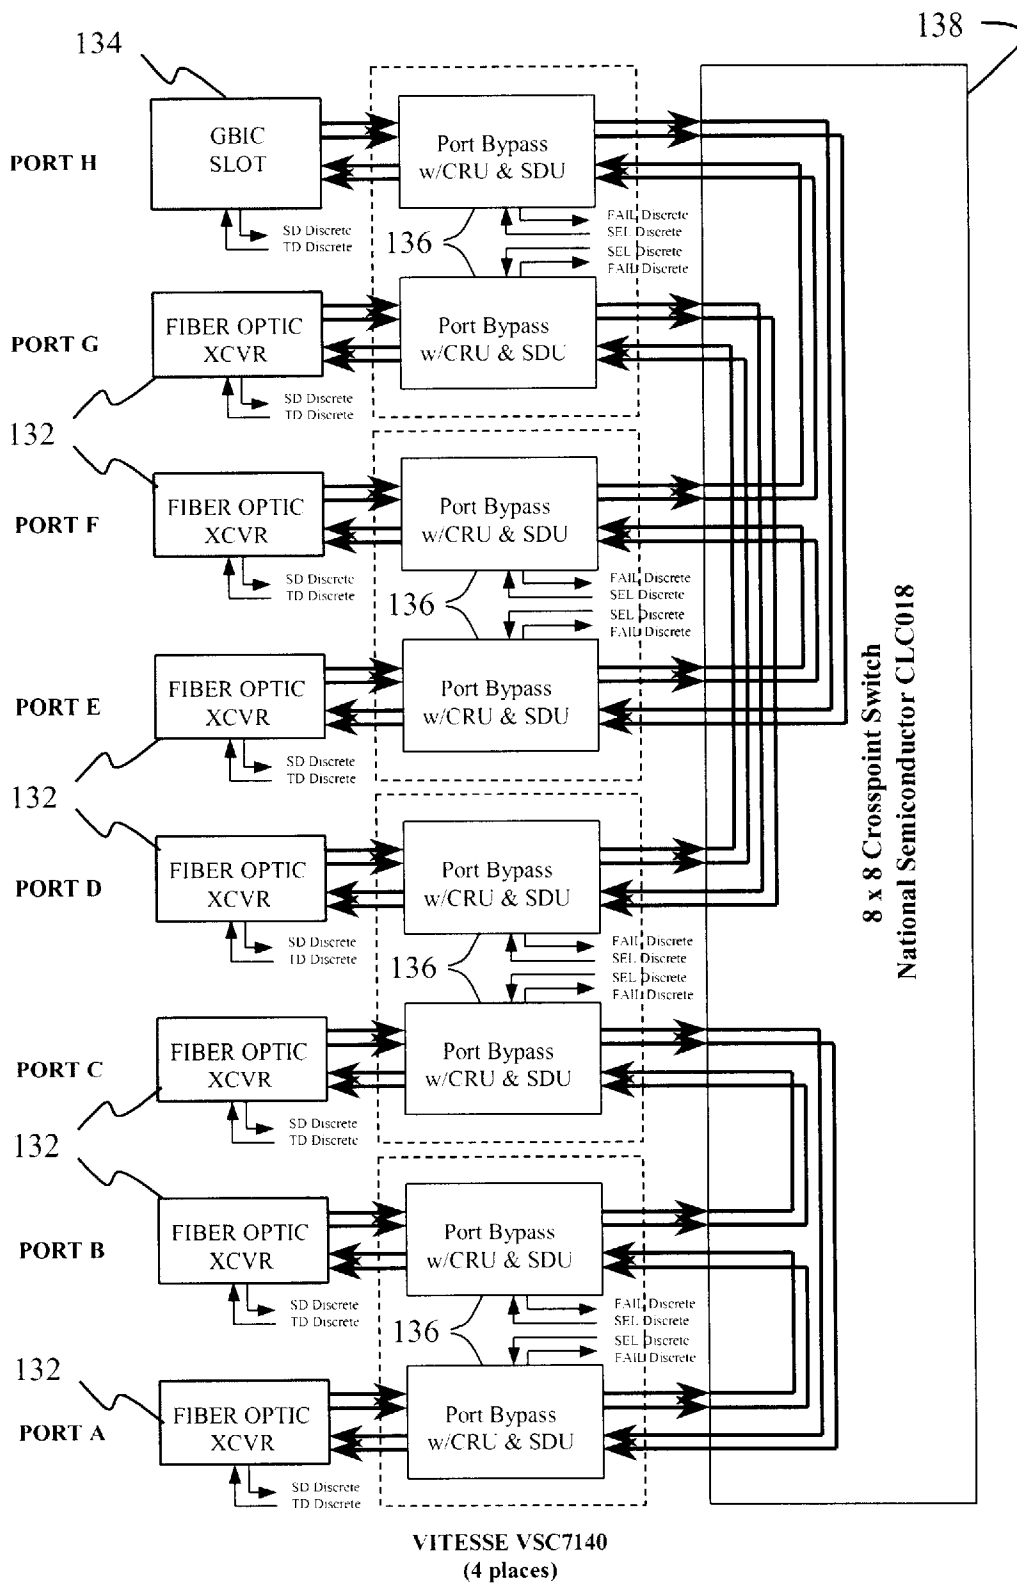 138
134
GBIC
SLOT
Port Bypass
w/CRU & SDU
PORT H
SD Discrete
TD Discrete
FAIL Discrete
SEL Discrete
136
SEL Discrete
FAIL Discrete
FIBER OPTIC
XCVR
Port Bypass
w/CRU & SDU
PORT G
SD Discrete
TD Discrete
132
FIBER OPTIC
XCVR
Port Bypass
w/CRU & SDU
PORT F
SD Discrete
TD Discrete
FAIL Discrete
SEL Discrete
136
SEL Discrete
FAIL Discrete
FIBER OPTIC
XCVR
Port Bypass
w/CRU & SDU
PORT E
SD Discrete
TD Discrete
132
8 x 8 Crosspoint Switch
National Semiconductor CLC018
FIBER OPTIC
XCVR
Port Bypass
w/CRU & SDU
PORT D
SD Discrete
TD Discrete
FAIL Discrete
SEL Discrete
136
SEL Discrete
FAIL Discrete
FIBER OPTIC
XCVR
Port Bypass
w/CRU & SDU
PORT C
SD Discrete
TD Discrete
132
FIBER OPTIC
XCVR
Port Bypass
w/CRU & SDU
PORT B
SD Discrete
TD Discrete
FAIL Discrete
SEL Discrete
136
SEL Discrete
FAIL Discrete
132
FIBER OPTIC
XCVR
Port Bypass
w/CRU & SDU
PORT A
SD Discrete
TD Discrete
VITESSE VSC7140
(4 places)